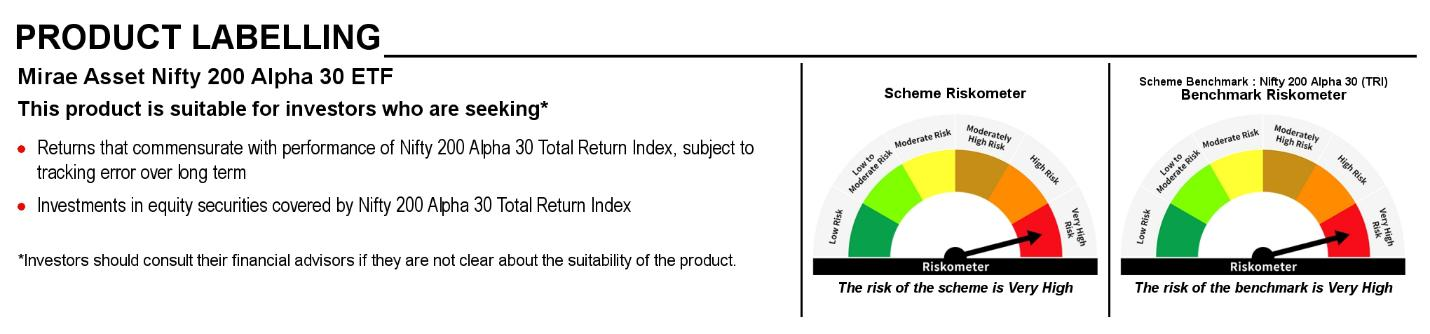 PRODUCT LABELLING
Mirae Asset Nifty 200 Alpha 30 ETF
This product is suitable for investors who are seeking*
Returns that commensurate with performance of Nifty 200 Alpha 30 Total Return Index, subject to
tracking error over long term
Investments in equity securities covered by Nifty 200 Alpha 30 Total Return Index
*Investors should consult their financial advisors if they are not clear about the suitability of the product.
Scheme Riskometer
Low Risk
Low to
Moderate Risk
Moderate Risk
Moderately
High Risk
High Risk
Very High
Risk
Riskometer
The risk of the scheme is Very High
Scheme Benchmark : Nifty 200 Alpha 30 (TRI)
Benchmark Riskometer
Low Risk
Low to
Moderate Risk
Moderate Risk
Moderately
High Risk
High Risk
Very High
Risk
Riskometer
The risk of the benchmark is Very High